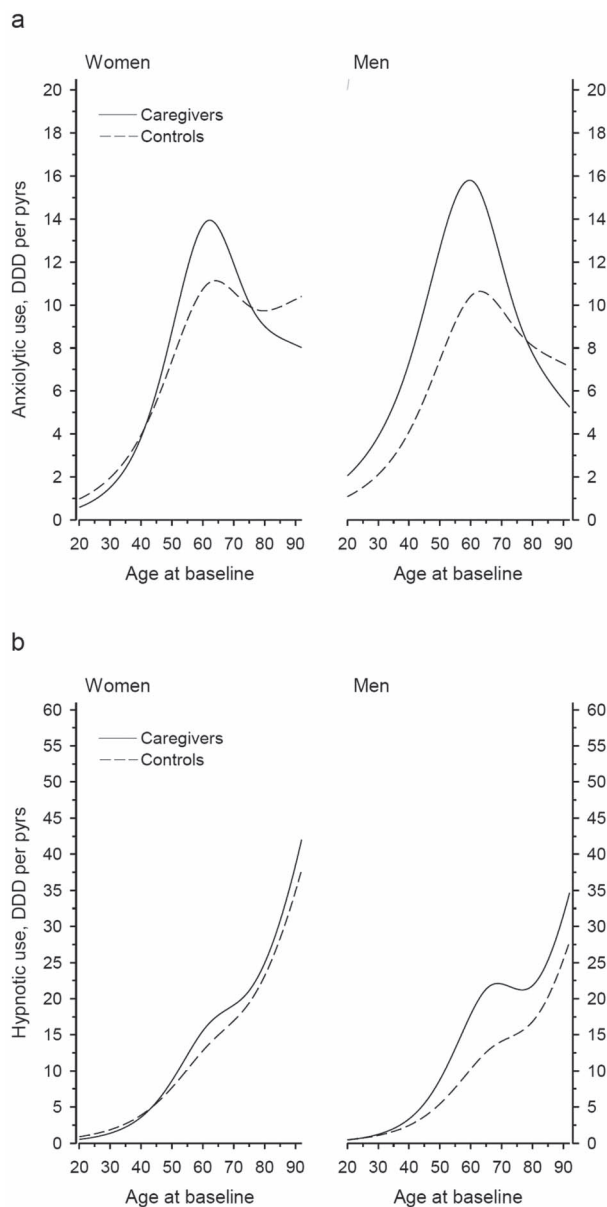 a
Women
Men
20
18
16
14
12
10
8
6
4
2
0
Anxiolytic use, DDD per pyrs
Caregivers
Controls
20
18
16
14
12
10
8
6
4
2
0
20 30 40 50 60 70 80 90
20 30 40 50 60 70 80 90
Age at baseline
Age at baseline
b
Women
Men
60
55
50
45
40
35
30
25
20
15
10
5
0
Hypnotic use, DDD per pyrs
Caregivers
Controls
60
55
50
45
40
35
30
25
20
15
10
5
0
20 30 40 50 60 70 80 90
20 30 40 50 60 70 80 90
Age at baseline
Age at baseline